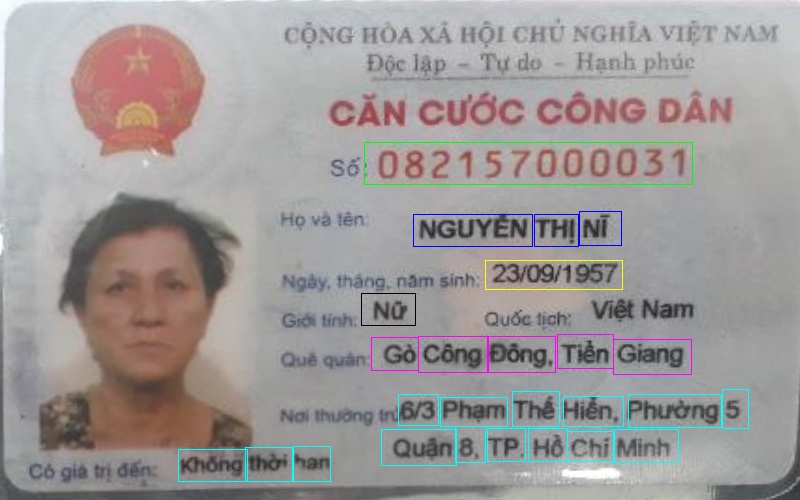 CỘNG HÒA XÃ HỘI CHỦ NGHĨA VIỆT NAM
Độc lập - Tự do - Hạnh phúc
CĂN CƯỚC CÔNG DÂN
Số: 082157000031
Họ và tên: NGUYỄN THỊ NĨ
Ngày, tháng, năm sinh: 23/09/1957
Giới tính: Nữ Quốc tịch: Việt Nam
Quê quán: Gò Công Đông, Tiền Giang
Nơi thường trú: 6/3 Phạm Thế Hiển, Phường 5
Quận 8, TP. Hồ Chí Minh
Có giá trị đến: Không thời hạn